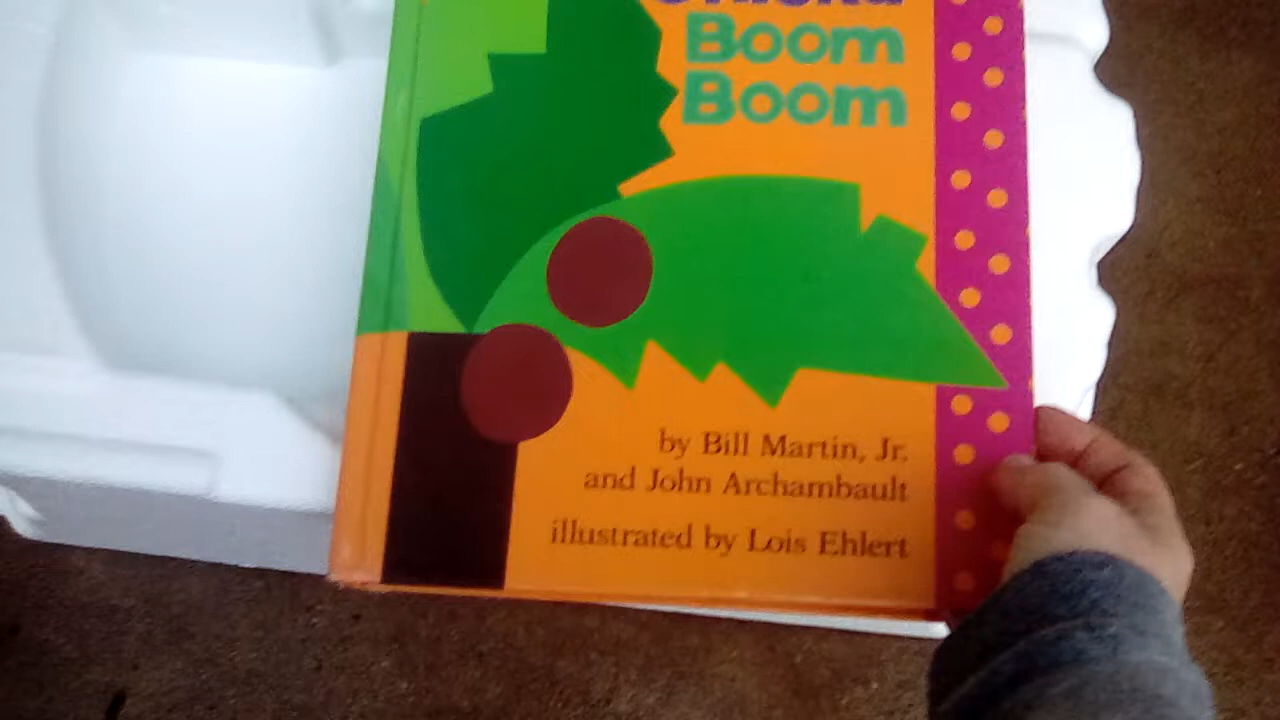 Boom
Boom
by Bill Martin, Jr.
and John Archambault
illustrated by Lois Ehlert